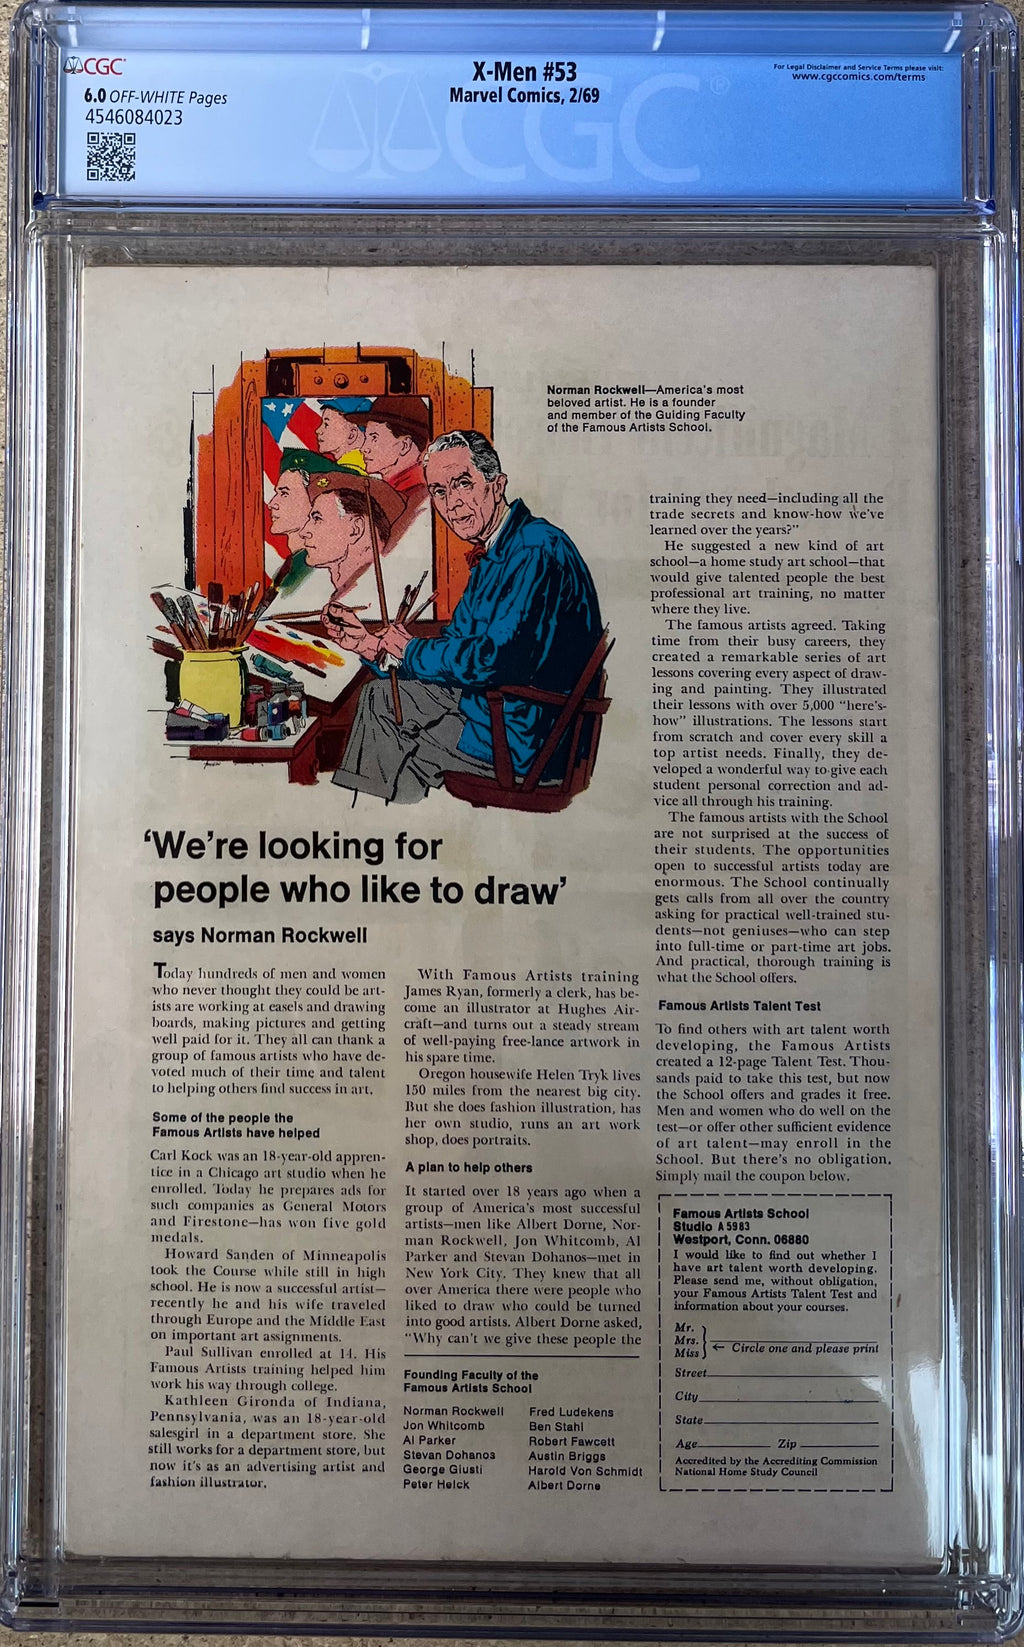 CGC
6.0 OFF-WHITE Pages
4546084023
X-Men #53
Marvel Comics, 2/69
For Legal Disclaimer and Service Terms please visit:
www.cgccomics.com/terms
CGC
Norman Rockwell—America's most
beloved artist. He is a founder
and member of the Guiding Faculty
of the Famous Artists School.
'We're looking for
people who like to draw'
says Norman Rockwell
Today hundreds of men and women
who never thought they could be art-
ists are working at easels and drawing
boards, making pictures and getting
well paid for it. They all can thank a
group of famous artists who have de-
voted much of their time and talent
to helping others find success in art.
Some of the people the
Famous Artists have helped
Carl Kock was an 18-year-old appren-
tice in a Chicago art studio when he
enrolled. Today he prepares ads for
such companies as General Motors
and Firestone—has won five gold
medals.
Howard Sanden of Minneapolis
took the Course while still in high
school. He is now a successful artist—
recently he and his wife traveled
through Europe and the Middle East
on important art assignments.
Paul Sullivan enrolled at 14. His
Famous Artists training helped him
work his way through college.
Kathleen Gironda of Indiana,
Pennsylvania, was an 18-year-old
salesgirl in a department store. She
still works for a department store, but
now it's as an advertising artist and
fashion illustrator.
With Famous Artists training
James Ryan, formerly a clerk, has be-
come an illustrator at Hughes Air-
craft—and turns out a steady stream
of well-paying free-lance artwork in
his spare time.
Oregon housewife Helen Tryk lives
150 miles from the nearest big city.
But she does fashion illustration, has
her own studio, runs an art work
shop, does portraits.
A plan to help others
It started over 18 years ago when a
group of America's most successful
artists—men like Albert Dorne, Nor-
man Rockwell, Jon Whitcomb, Al
Parker and Stevan Dohanos—met in
New York City. They knew that all
over America there were people who
liked to draw who could be turned
into good artists. Albert Dorne asked,
"Why can't we give these people the
Founding Faculty of the
Famous Artists School
Norman Rockwell
Jon Whitcomb
Al Parker
Stevan Dohanos
George Giusti
Peter Helck
Fred Ludekens
Ben Stahl
Robert Fawcett
Austin Briggs
Harold Von Schmidt
Albert Dorne
training they need—including all the
trade secrets and know-how we've
learned over the years?"
He suggested a new kind of art
school—a home study art school—that
would give talented people the best
professional art training, no matter
where they live.
The famous artists agreed. Taking
time from their busy careers, they
created a remarkable series of art
lessons covering every aspect of draw-
ing and painting. They illustrated
their lessons with over 5,000 "here's-
how" illustrations. The lessons start
from scratch and cover every skill a
top artist needs. Finally, they de-
veloped a wonderful way to give each
student personal correction and ad-
vice all through his training.
The famous artists with the School
are not surprised at the success of
their students. The opportunities
open to successful artists today are
enormous. The School continually
gets calls from all over the country
asking for practical well-trained stu-
dents—not geniuses—who can step
into full-time or part-time art jobs.
And practical, thorough training is
what the School offers.
Famous Artists Talent Test
To find others with art talent worth
developing, the Famous Artists
created a 12-page Talent Test. Thou-
sands paid to take this test, but now
the School offers and grades it free.
Men and women who do well on the
test—or offer other sufficient evidence
of art talent—may enroll in the
School. But there's no obligation.
Simply mail the coupon below.
Famous Artists School
Studio A5983
Westport, Conn. 06880
I would like to find out whether I
have art talent worth developing.
Please send me, without obligation,
your Famous Artists Talent Test and
information about your courses.
Mr.
Mrs.
Miss ← Circle one and please print
Street
City
State
Age Zip
Accredited by the Accrediting Commission
National Home Study Council